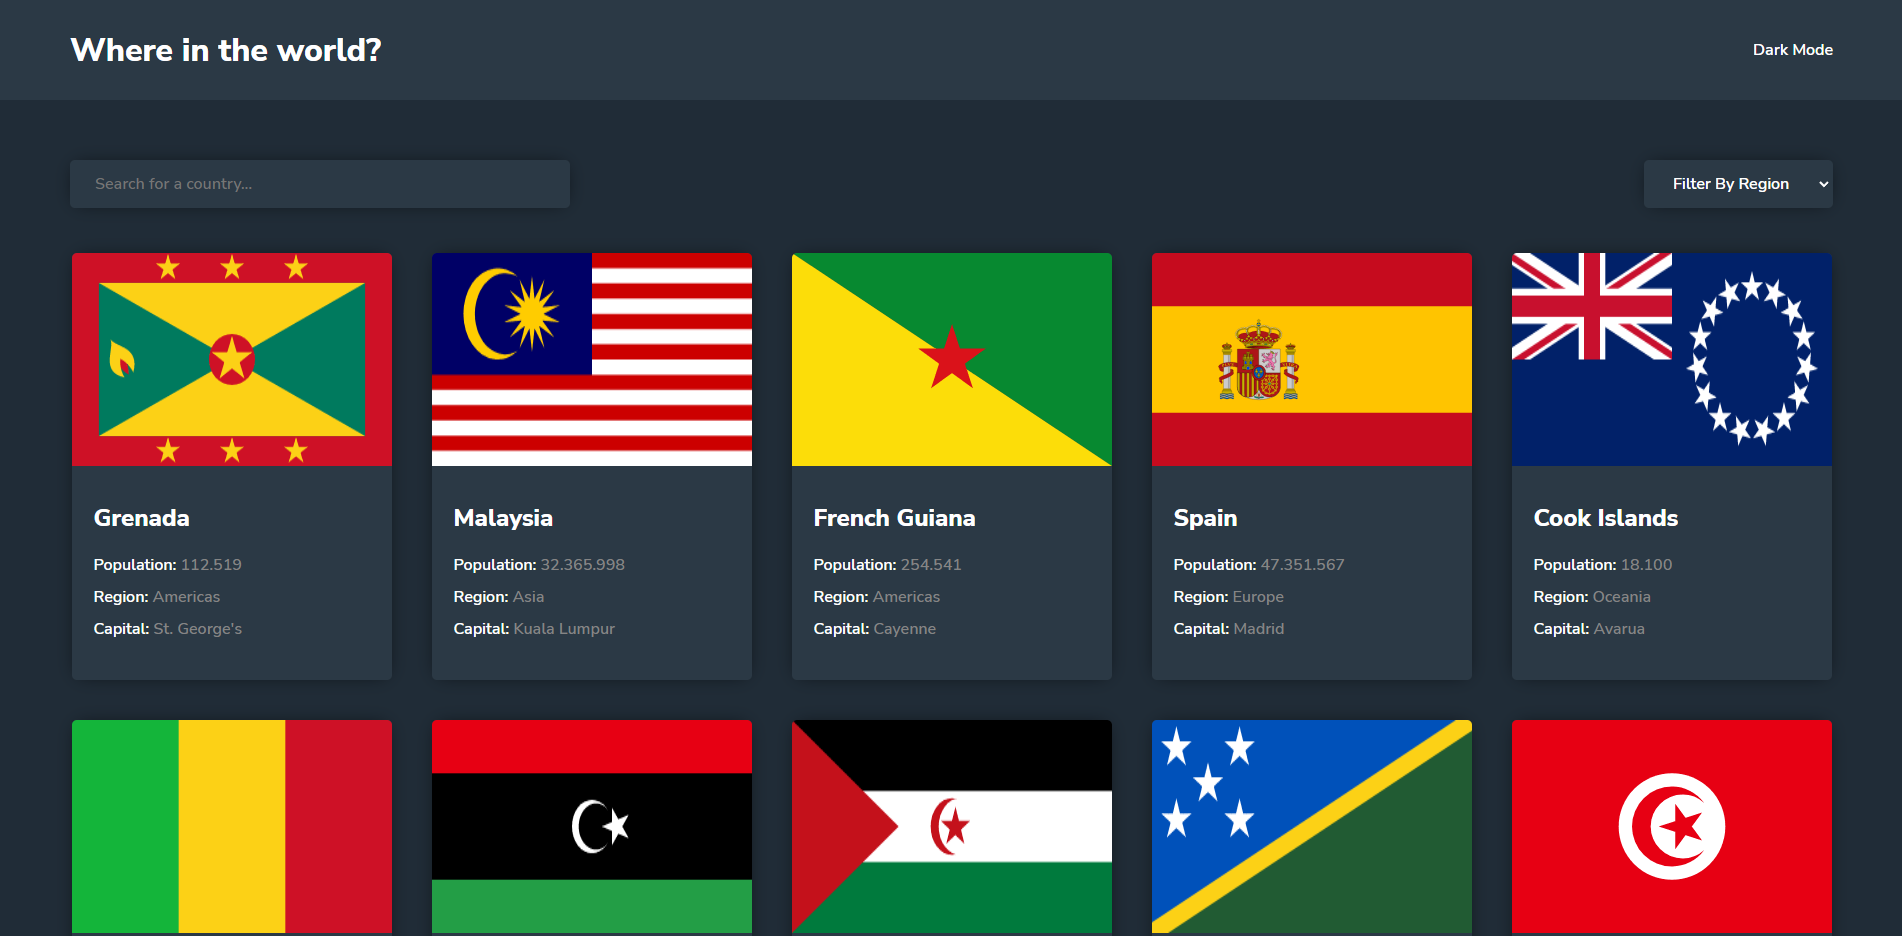 Where in the world?
Dark Mode
Search for a country...
Filter By Region
Grenada
Population: 112.519
Region: Americas
Capital: St. George's
Malaysia
Population: 32.365.998
Region: Asia
Capital: Kuala Lumpur
French Guiana
Population: 254.541
Region: Americas
Capital: Cayenne
Spain
Population: 47.351.567
Region: Europe
Capital: Madrid
Cook Islands
Population: 18.100
Region: Oceania
Capital: Avarua